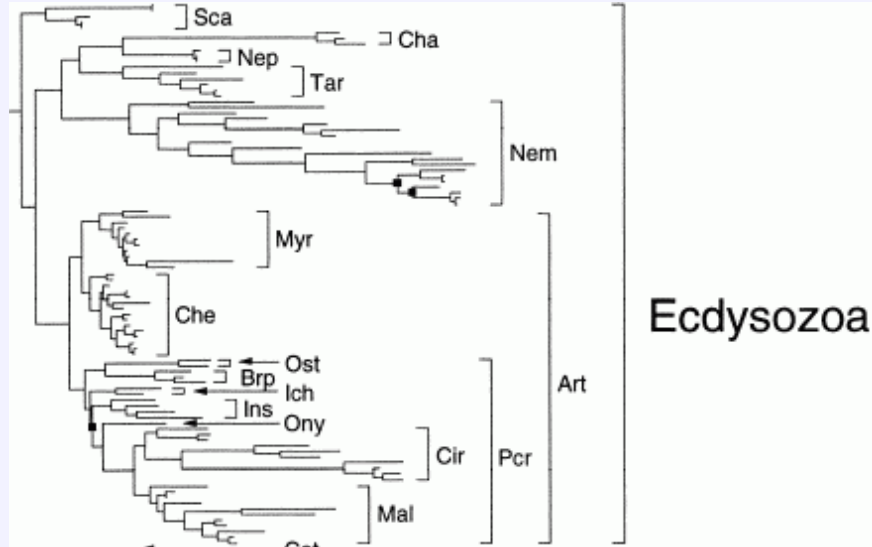 Sca
Cha
Nep
Tar
Nem
Myr
Che
Ecdysozoa
Ost
Brp
Art
Ich
Ins
Ony
Cir
Pcr
Mal